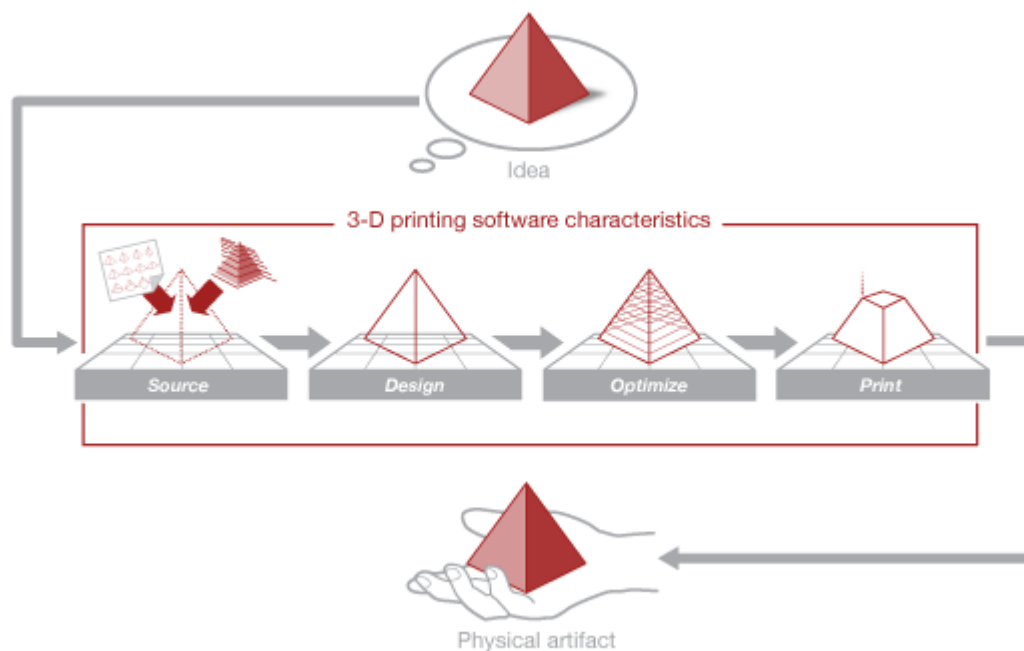 Idea
3-D printing software characteristics
Source
Design
Optimize
Print
Physical artifact